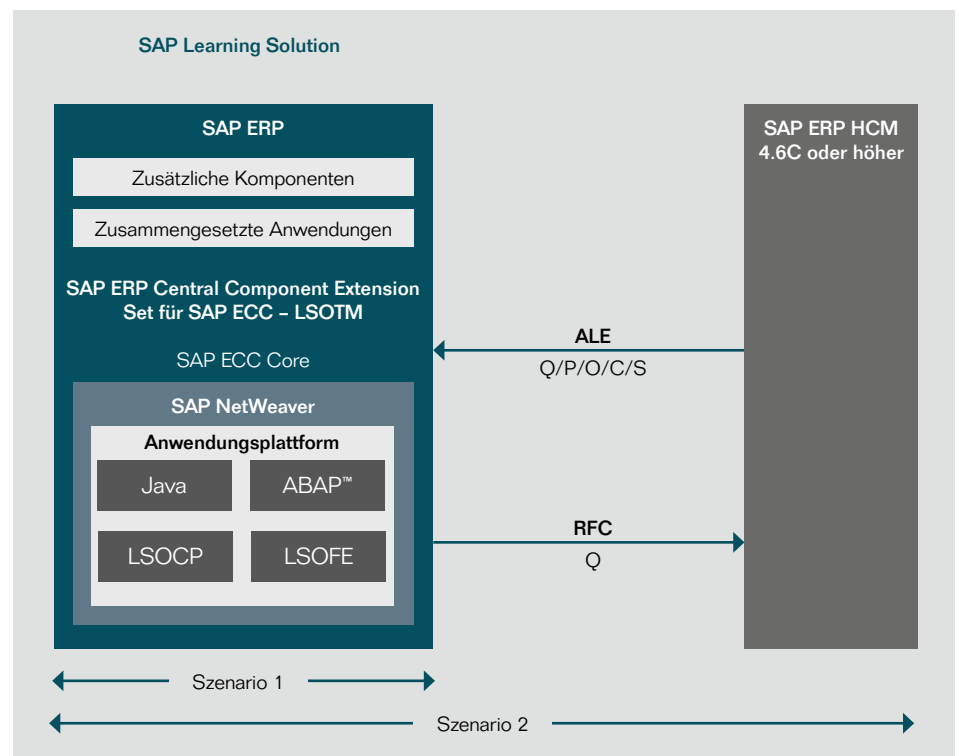 SAP Learning Solution
SAP ERP
Zusätzliche Komponenten
Zusammengesetzte Anwendungen
SAP ERP Central Component Extension
Set für SAP ECC – LSOTM
SAP ECC Core
SAP NetWeaver
Anwendungsplattform
Java
ABAP™
LSOCP
LSOFE
ALE
Q/P/O/C/S
RFC
Q
SAP ERP HCM
4.6C oder höher
Szenario 1
Szenario 2